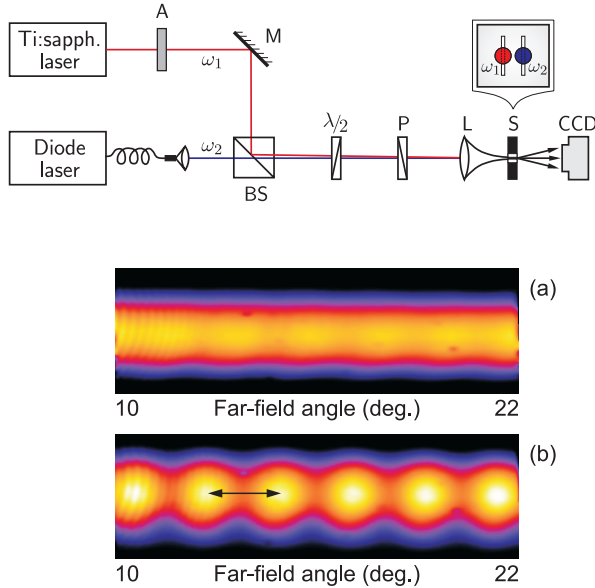 Ti:sapph.
laser
A
ω1
M
Diode
laser
ω2
BS
λ/2
P
L
S
CCD
ω1
ω2
(a)
10 Far-field angle (deg.) 22
(b)
10 Far-field angle (deg.) 22